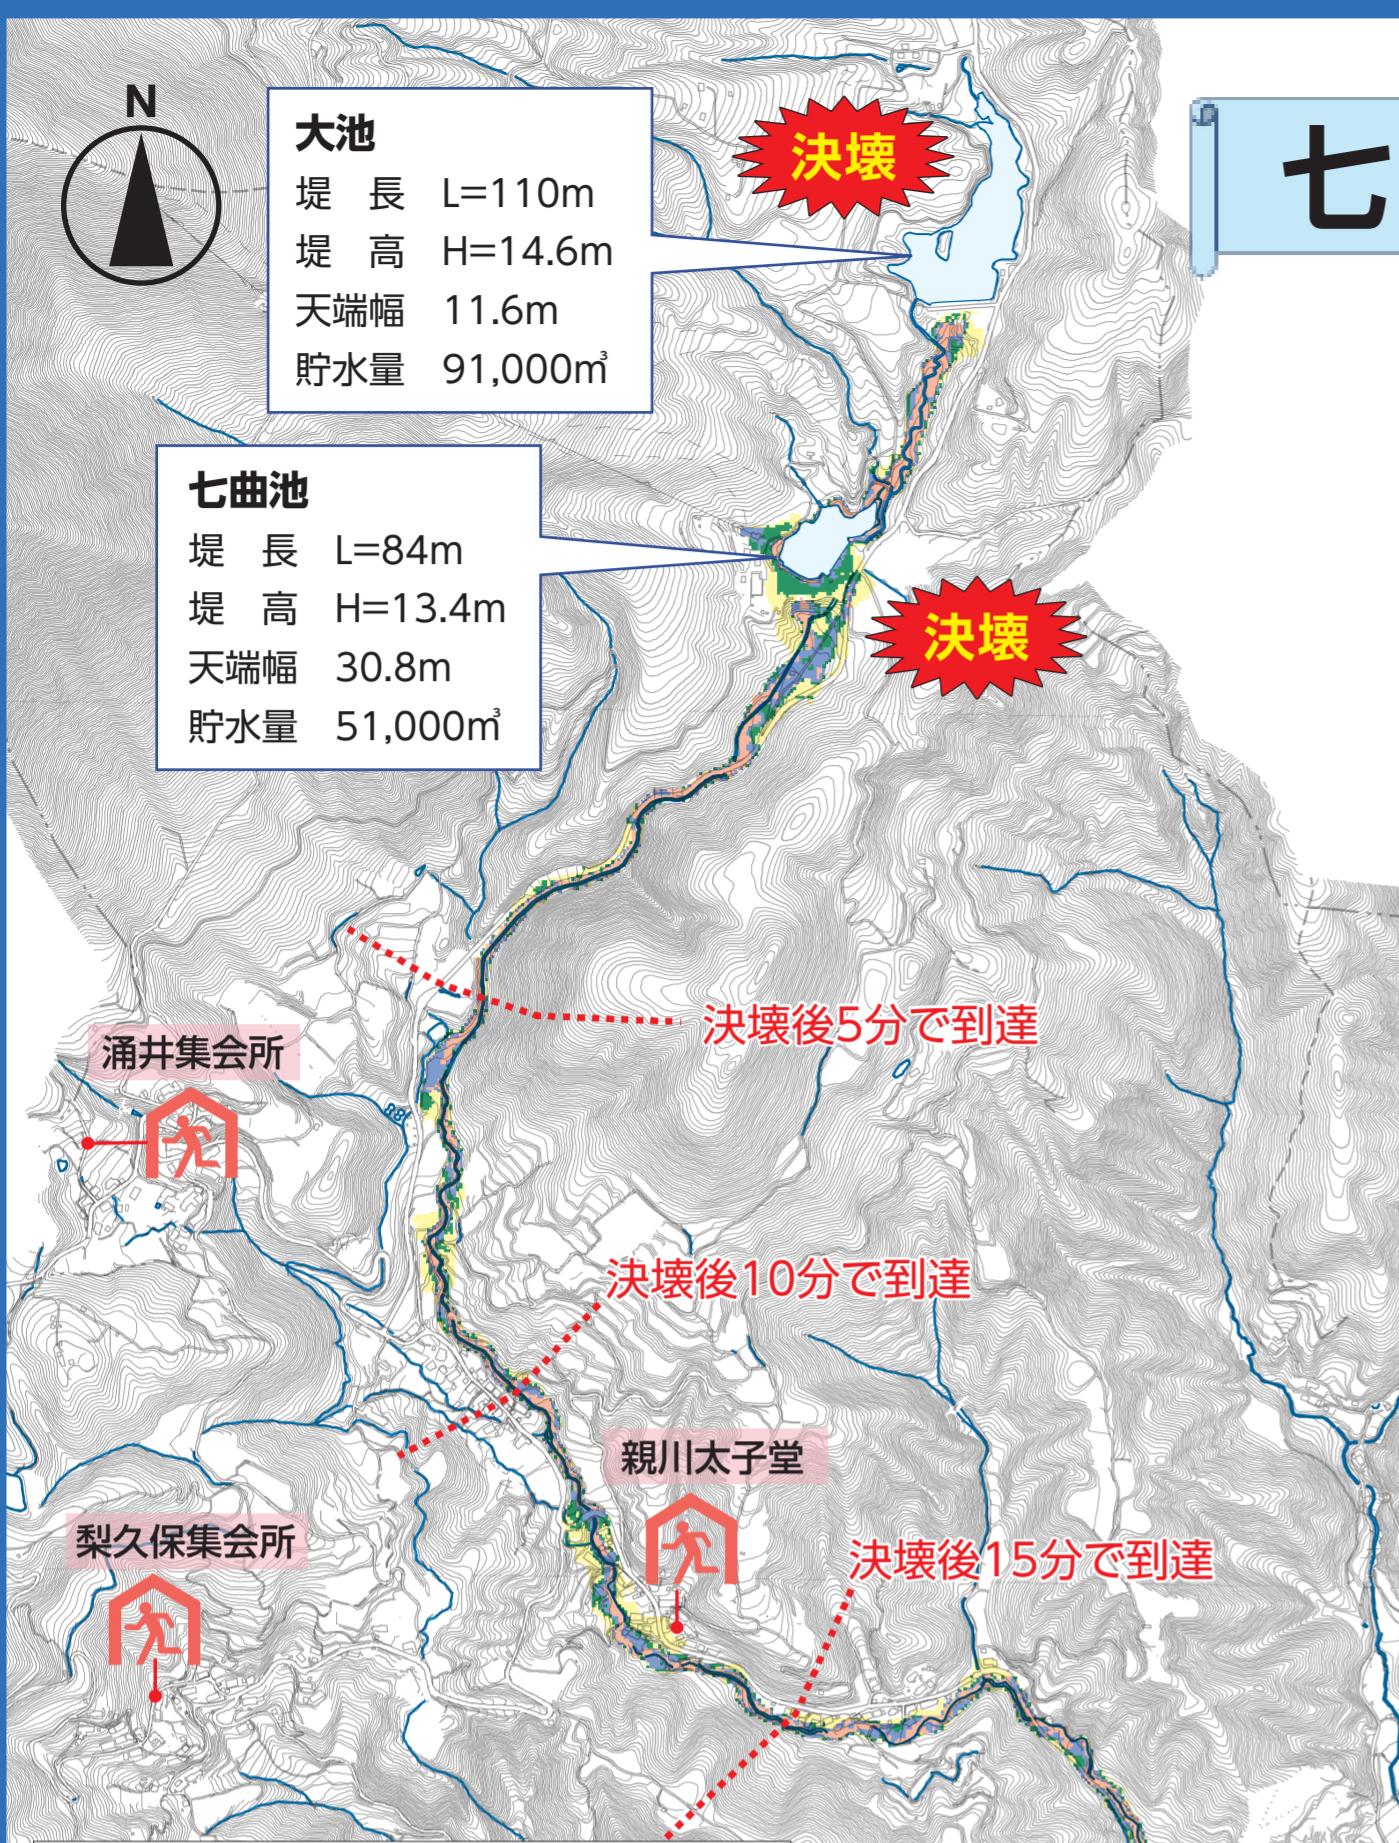 N
七
大池
堤 長 L=110m
堤 高 H=14.6m
天端幅 11.6m
貯水量 91,000㎥
決壊
七曲池
堤 長 L=84m
堤 高 H=13.4m
天端幅 30.8m
貯水量 51,000㎥
決壊
決壊後5分で到達
涌井集会所
決壊後10分で到達
親川太子堂
梨久保集会所
決壊後15分で到達